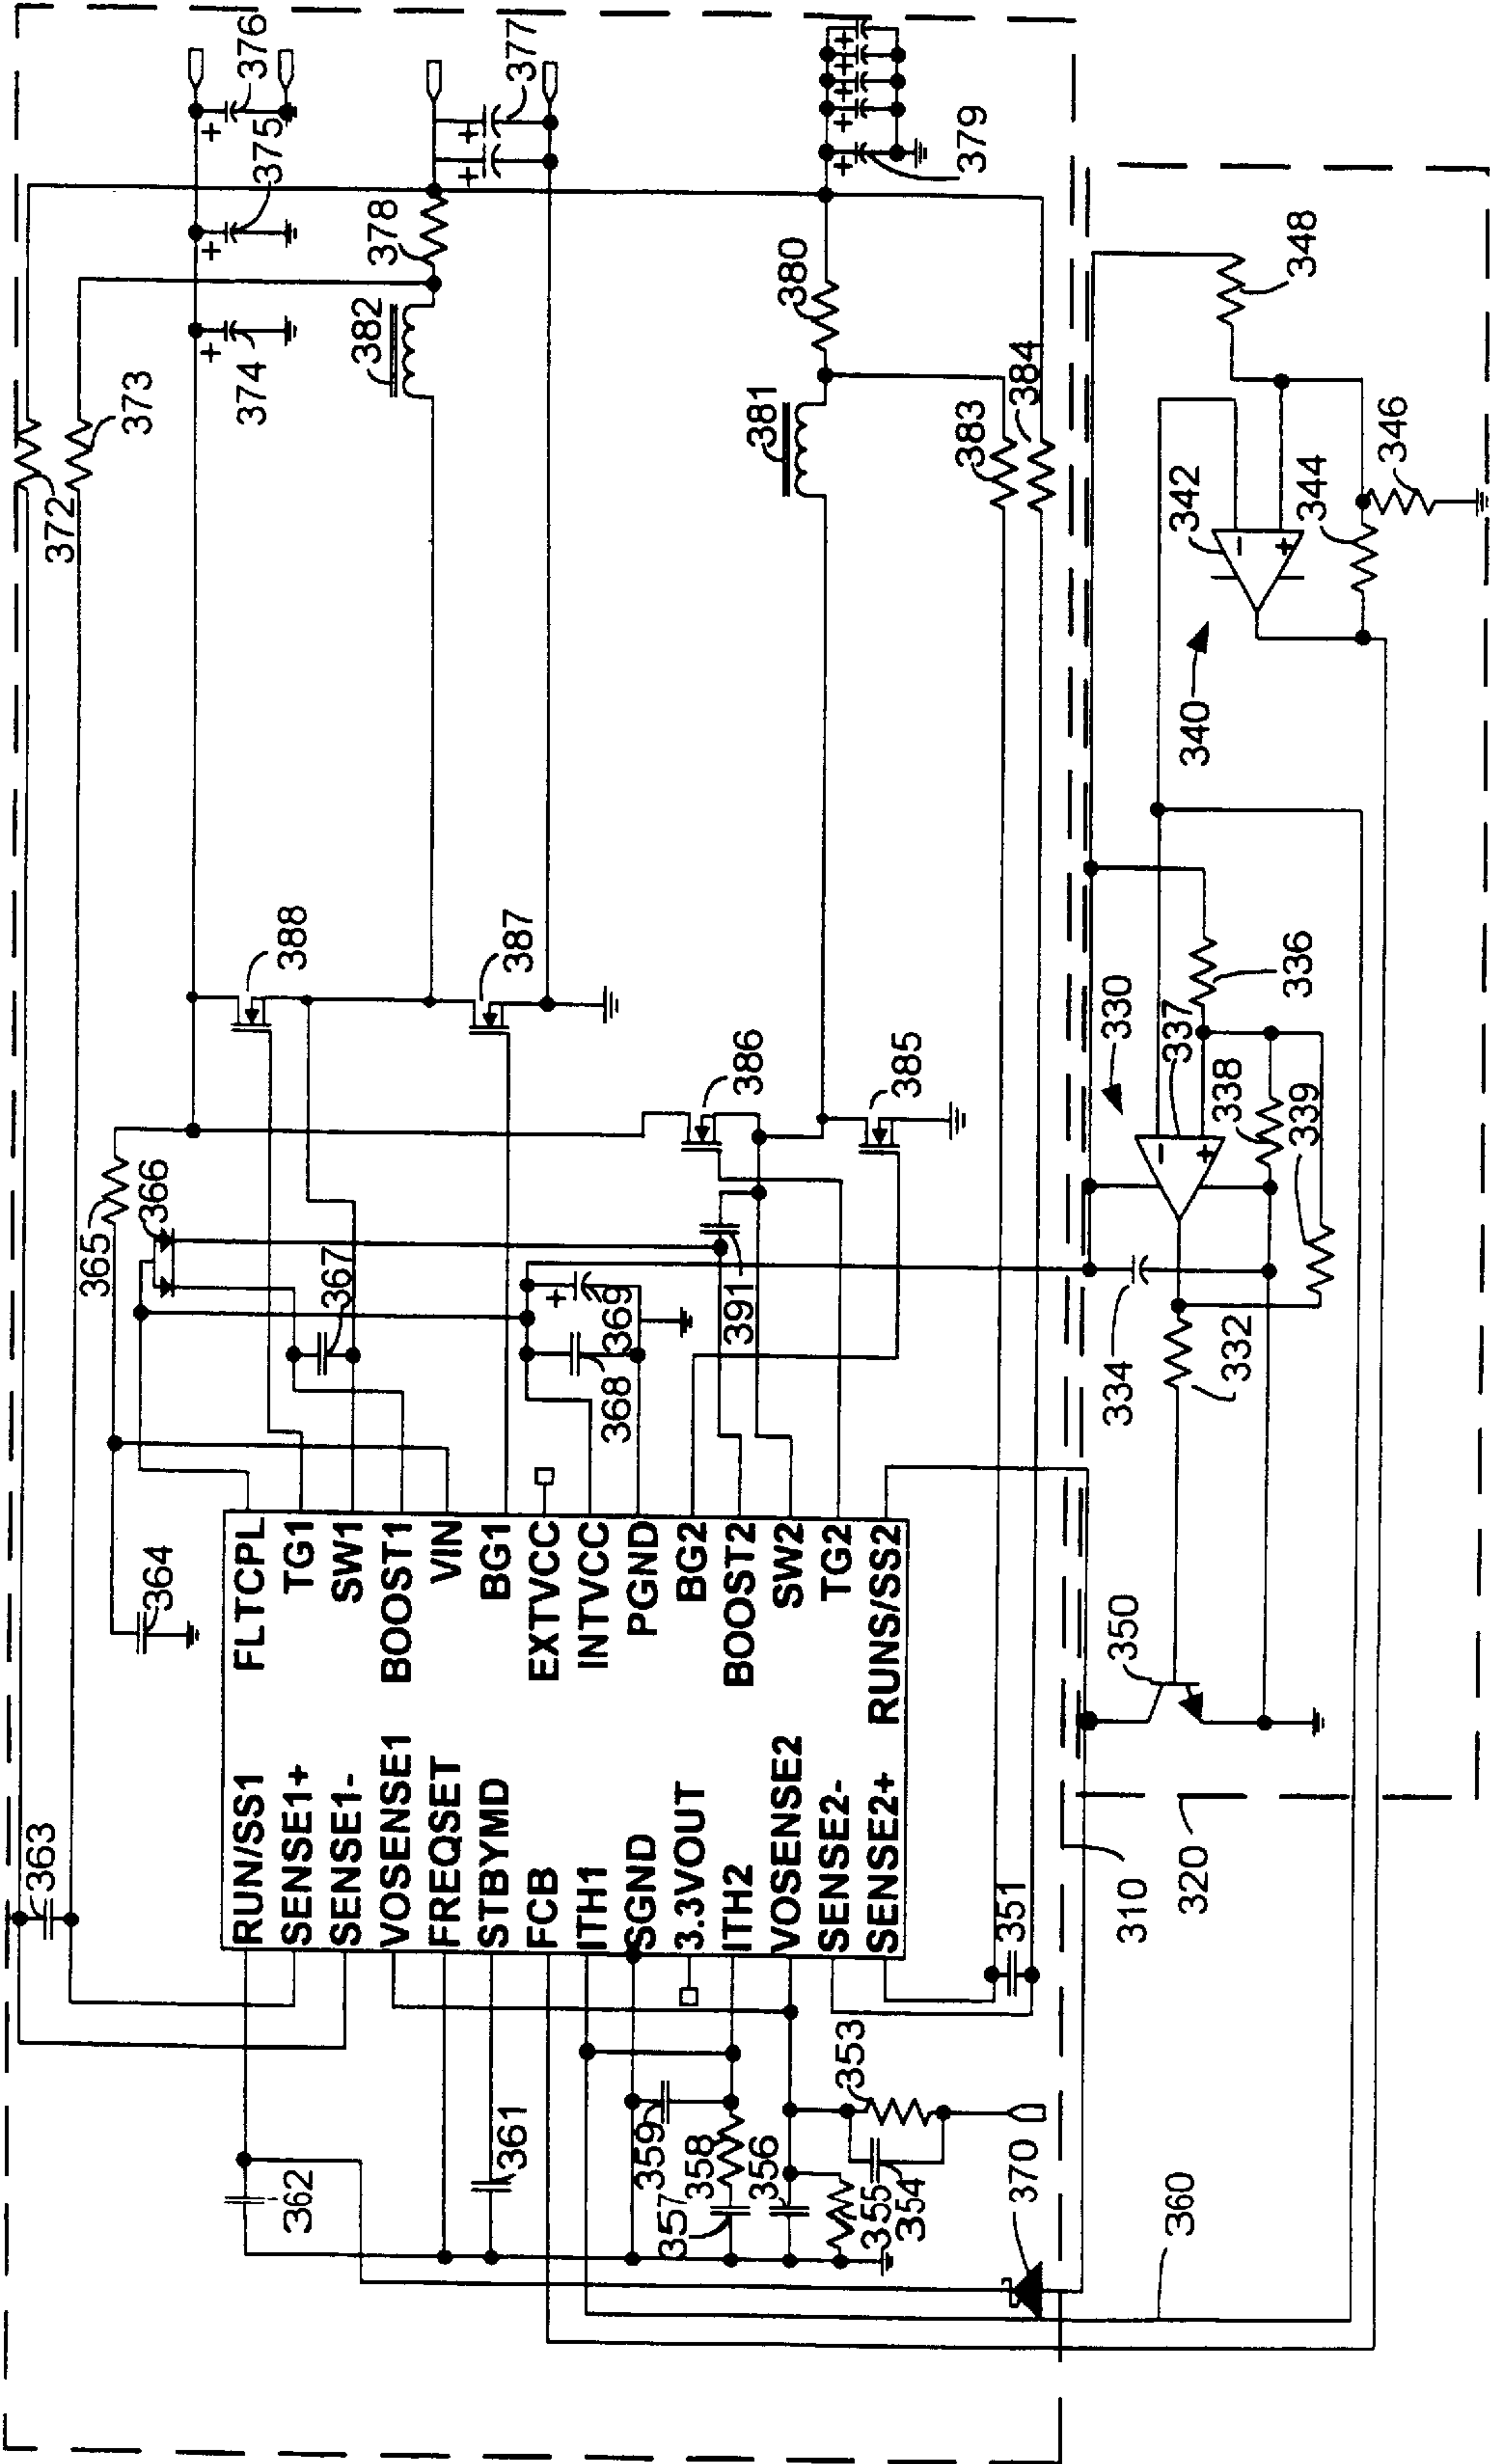 376
375
377
379
378
380
374
382
373
372
381
383
384
348
346
344
342
340
388
387
386
385
330
336
337
338
339
365
366
367
368
369
391
334
332
364
350
FLTCPL
TG1
SW1
BOOST1
VIN
BG1
EXTVCC
INTVCC
PGND
BG2
BOOST2
SW2
TG2
RUNS/SS2
RUN/SS1
SENSE1+
SENSE1-
VOSENSE1
FREQSET
STBYMD
FCB
ITH1
SGND
3.3VOUT
ITH2
VOSENSE2
SENSE2-
SENSE2+
363
351
310
320
362
361
359
358
357
356
355
354
353
370
360
+
+
+
+
+
+
+
+
+
+
+
-
+
-
+